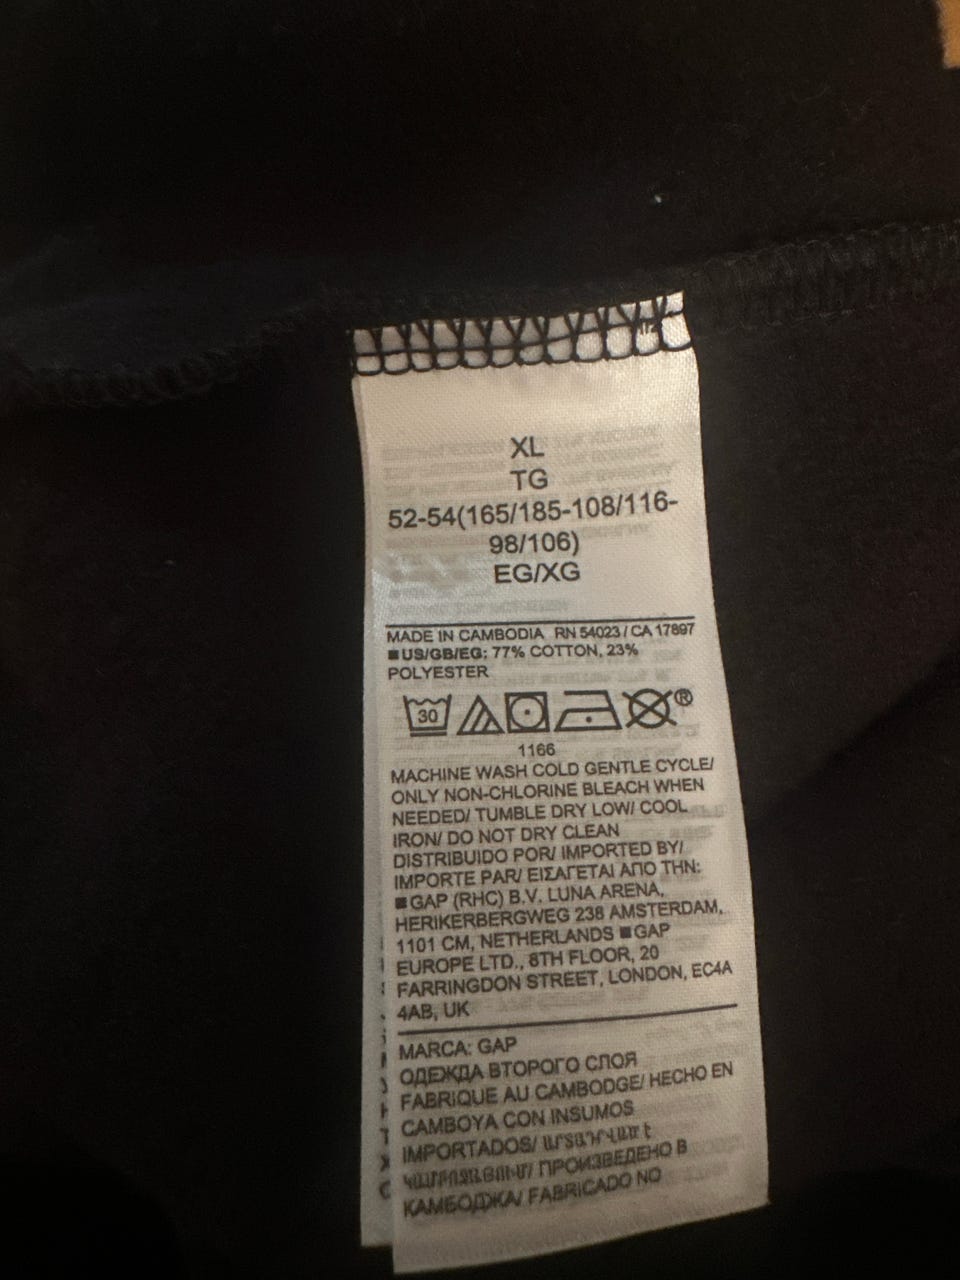 XL
TG
52-54(165/185-108/116-
98/106)
EG/XG
MADE IN CAMBODIA RN 54023 / CA 17897
■US/GB/EG: 77% COTTON, 23%
POLYESTER
30
®
1166
MACHINE WASH COLD GENTLE CYCLE/
ONLY NON-CHLORINE BLEACH WHEN
NEEDED/ TUMBLE DRY LOW/ COOL
IRON/ DO NOT DRY CLEAN
DISTRIBUIDO POR/ IMPORTED BY/
IMPORTE PAR/ ΕΙΣΑΓΕΤΑΙ ΑΠΟ ΤΗΝ:
■GAP (RHC) B.V. LUNA ARENA,
HERIKERBERGWEG 238 AMSTERDAM,
1101 CM, NETHERLANDS ■GAP
EUROPE LTD., 8TH FLOOR, 20
FARRINGDON STREET, LONDON, EC4A
4AB, UK
MARCA: GAP
ОДЕЖДА ВТОРОГО СЛОЯ
FABRIQUE AU CAMBODGE/ HECHO EN
CAMBOYA CON INSUMOS
IMPORTADOS/
ПРОИЗВЕДЕНО В
КАМБОДЖА/ FABRICADO NO